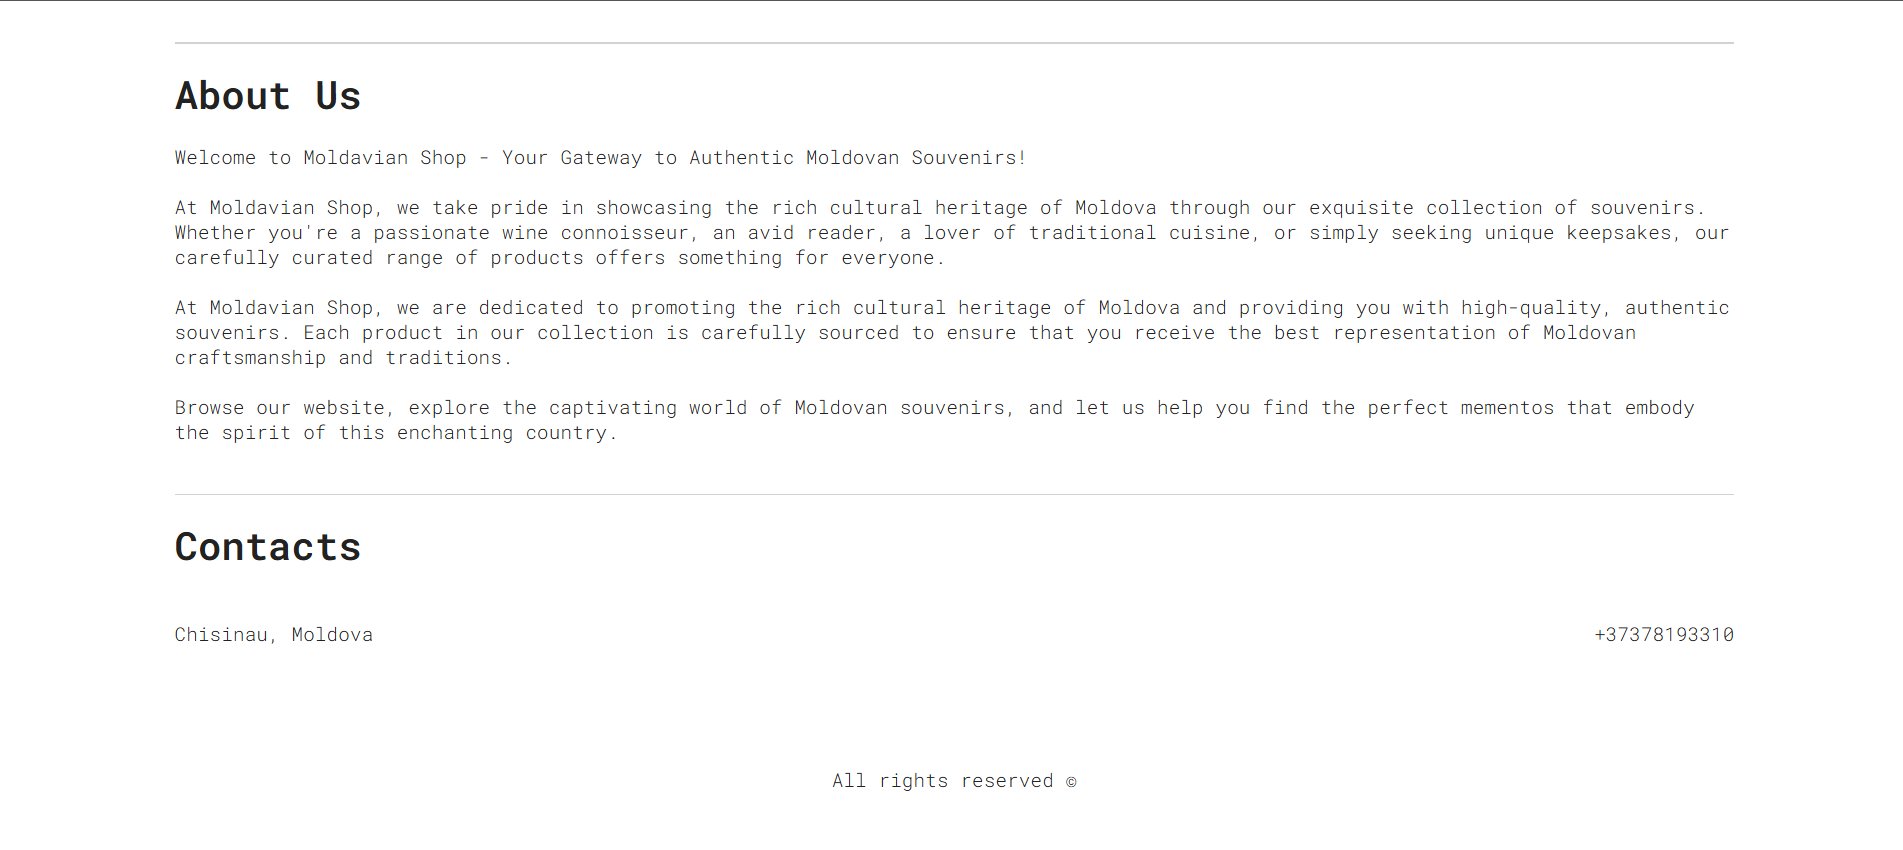 About Us
Welcome to Moldavian Shop - Your Gateway to Authentic Moldovan Souvenirs!
At Moldavian Shop, we take pride in showcasing the rich cultural heritage of Moldova through our exquisite collection of souvenirs.
Whether you're a passionate wine connoisseur, an avid reader, a lover of traditional cuisine, or simply seeking unique keepsakes, our
carefully curated range of products offers something for everyone.
At Moldavian Shop, we are dedicated to promoting the rich cultural heritage of Moldova and providing you with high-quality, authentic
souvenirs. Each product in our collection is carefully sourced to ensure that you receive the best representation of Moldovan
craftsmanship and traditions.
Browse our website, explore the captivating world of Moldovan souvenirs, and let us help you find the perfect mementos that embody
the spirit of this enchanting country.
Contacts
Chisinau, Moldova
+37378193310
All rights reserved ©